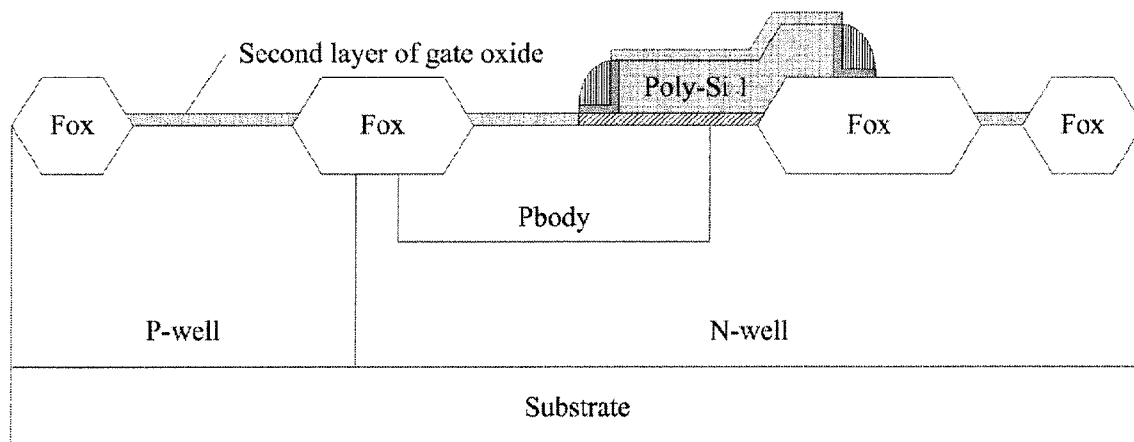 Second layer of gate oxide
Poly-Si 1
Fox
Fox
Fox
Fox
Pbody
P-well
N-well
Substrate